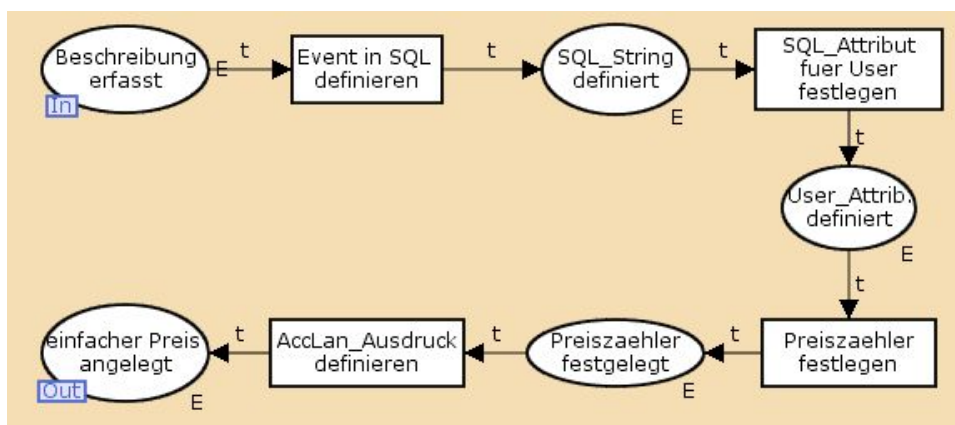 Beschreibung
erfasst
In
E
t
Event in SQL
definieren
t
SQL_String
definiert
E
t
SQL_Attribut
fuer User
festlegen
t
User_Attrib.
definiert
E
t
Preiszaehler
festlegen
t
Preiszaehler
festgelegt
E
t
AccLan_Ausdruck
definieren
t
einfacher Preis
angelegt
Out
E